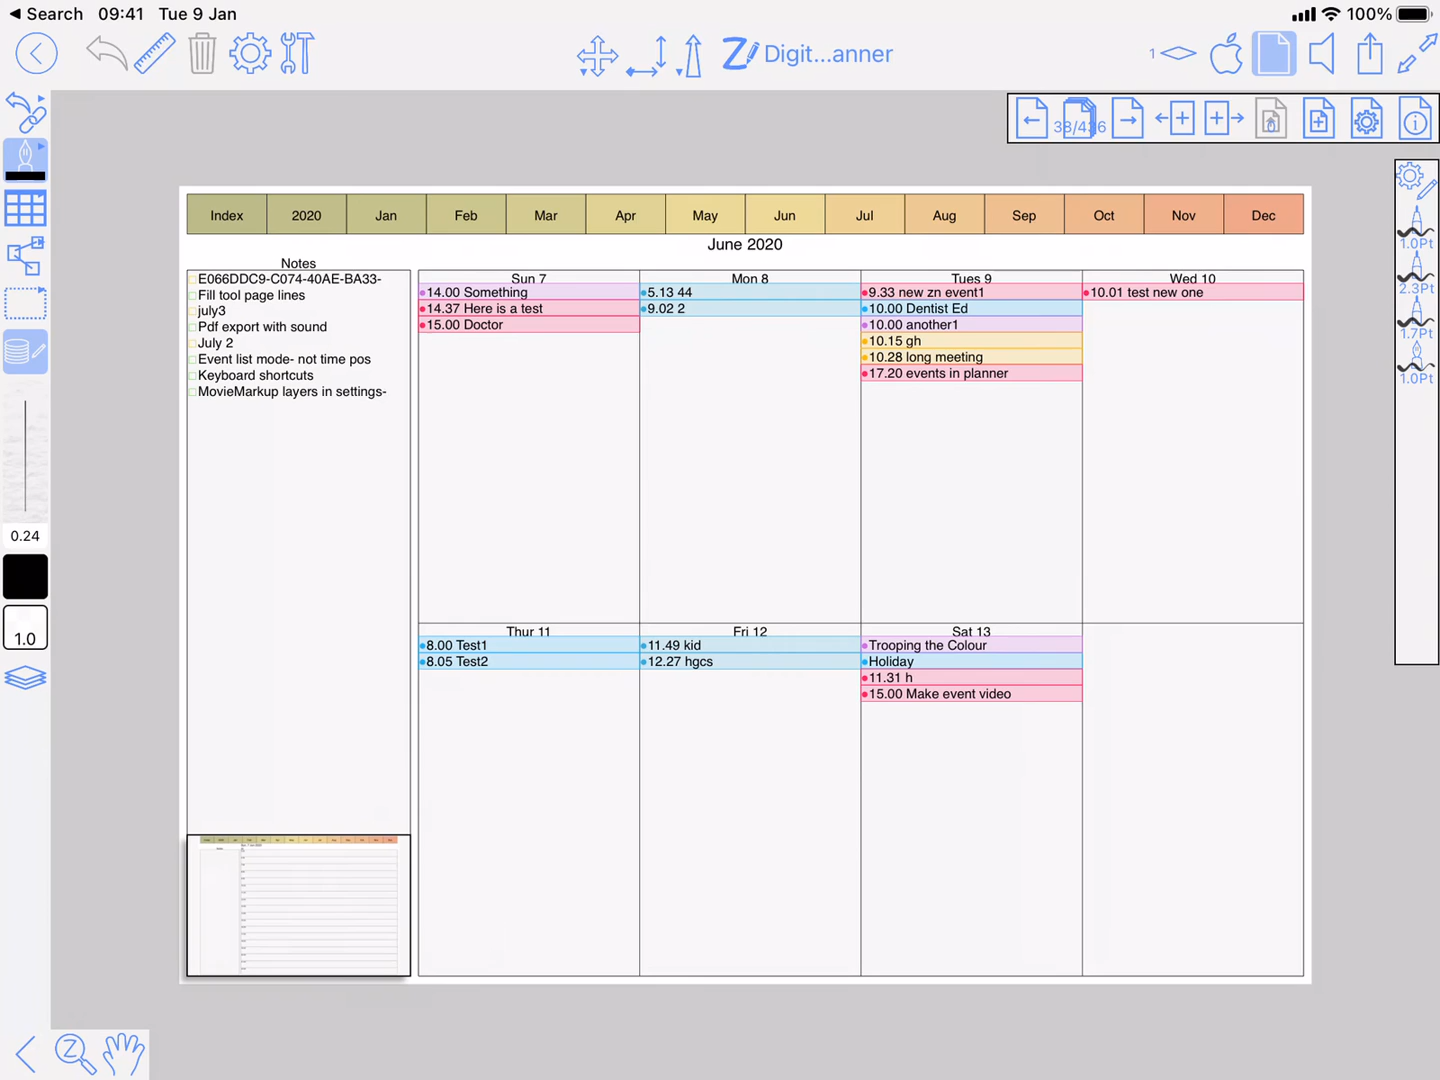 Search 09:41 Tue 9 Jan 100%
Digit...anner
1
38/436
Index 2020 Jan Feb Mar Apr May Jun Jul Aug Sep Oct Nov Dec
June 2020
Notes
E066DDC9-C074-40AE-BA33-
Fill tool page lines
july3
Pdf export with sound
July 2
Event list mode- not time pos
Keyboard shortcuts
MovieMarkup layers in settings-
Sun 7
14.00 Something
14.37 Here is a test
15.00 Doctor
Mon 8
5.13 44
9.02 2
Tues 9
9.33 new zn event1
10.00 Dentist Ed
10.00 another1
10.15 gh
10.28 long meeting
17.20 events in planner
Wed 10
10.01 test new one
Thur 11
8.00 Test1
8.05 Test2
Fri 12
11.49 kid
12.27 hgcs
Sat 13
Trooping the Colour
Holiday
11.31 h
15.00 Make event video
0.24
1.0
1.0Pt
2.3Pt
1.7Pt
1.0Pt